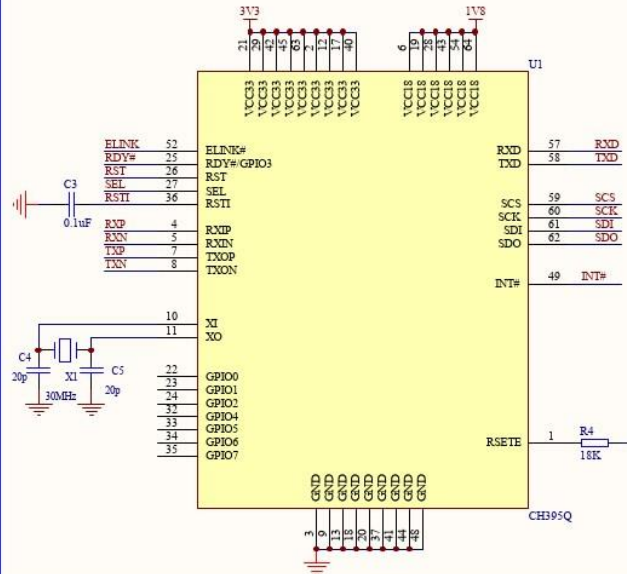 3V3 1V8
21 29 42 45 63 2 12 17 40 6 19 28 43 54 64
U1
VCC33 VCC33 VCC33 VCC33 VCC33 VCC33 VCC33 VCC33 VCC33 VCC18 VCC18 VCC18 VCC18 VCC18 VCC18
ELINK 52 ELINK# RXD 57 RXD
RDY# 25 RDY#/GPIO3 TXD 58 TXD
RST 26 RST
SEL 27 SEL
C3 RSTI 36 RSTI SCS 59 SCS
0.1uF SCK 60 SCK
RXP 4 RXIP SDI 61 SDI
RXN 5 RXIN SDO 62 SDO
TXP 7 TXOP
TXN 8 TXON
INT# 49 INT#
10 XI
11 XO
C4 C5
20p X1 20p
30MHz
22 GPIO0
23 GPIO1
24 GPIO2
32 GPIO4
33 GPIO5
34 GPIO6
35 GPIO7
RSETE 1 R4
18K
GND GND GND GND GND GND GND GND GND
3 9 13 18 20 37 41 44 48
CH395Q